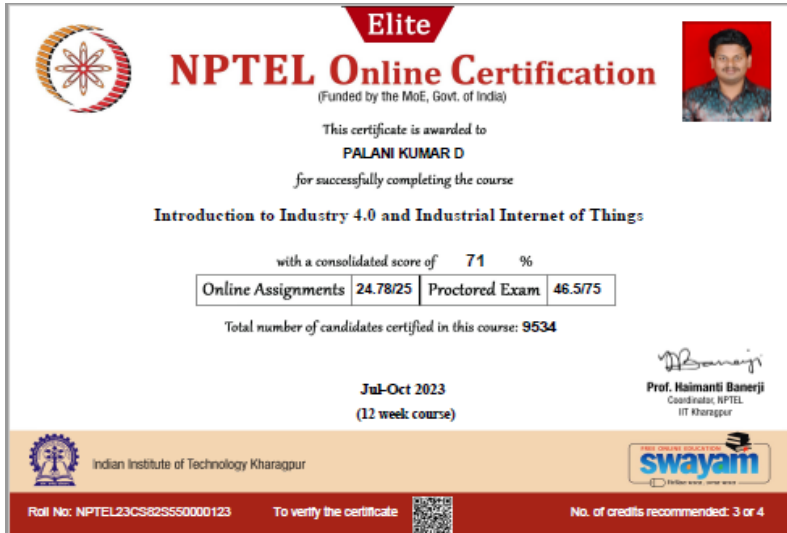 Elite
NPTEL Online Certification
(Funded by the MoE, Govt. of India)
This certificate is awarded to
PALANI KUMAR D
for successfully completing the course
Introduction to Industry 4.0 and Industrial Internet of Things
with a consolidated score of 71 %
Online Assignments 24.78/25 Proctored Exam 46.5/75
Total number of candidates certified in this course: 9534
Jul-Oct 2023
(12 week course)
Prof. Haimanti Banerji
Coordinator, NPTEL
IIT Kharagpur
Indian Institute of Technology Kharagpur
FREE ONLINE EDUCATION
swayam
Roll No: NPTEL23CS82S550000123 To verify the certificate No. of credits recommended: 3 or 4